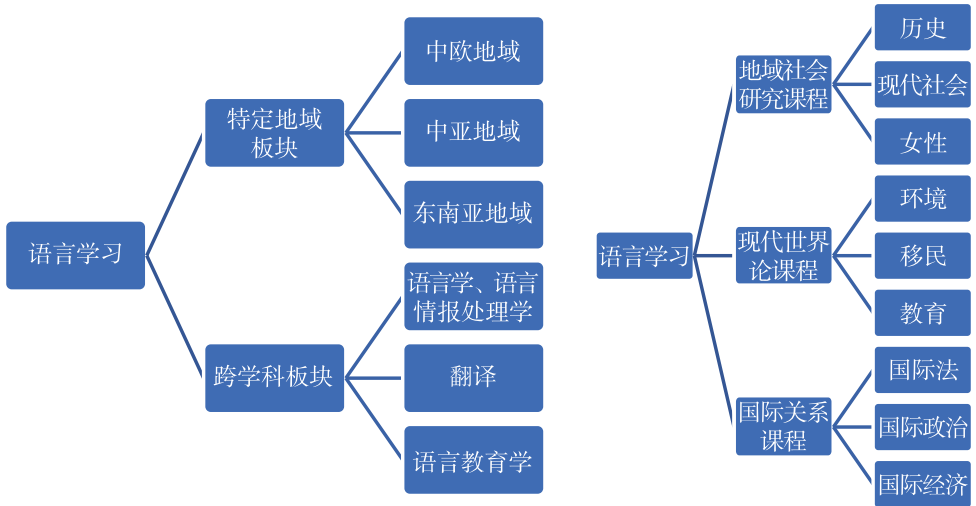 语言学习
特定地域
板块
中欧地域
中亚地域
东南亚地域
跨学科板块
语言学、语言
情报处理学
翻译
语言教育学
语言学习
地域社会
研究课程
历史
现代社会
女性
现代世界
论课程
环境
移民
教育
国际关系
课程
国际法
国际政治
国际经济